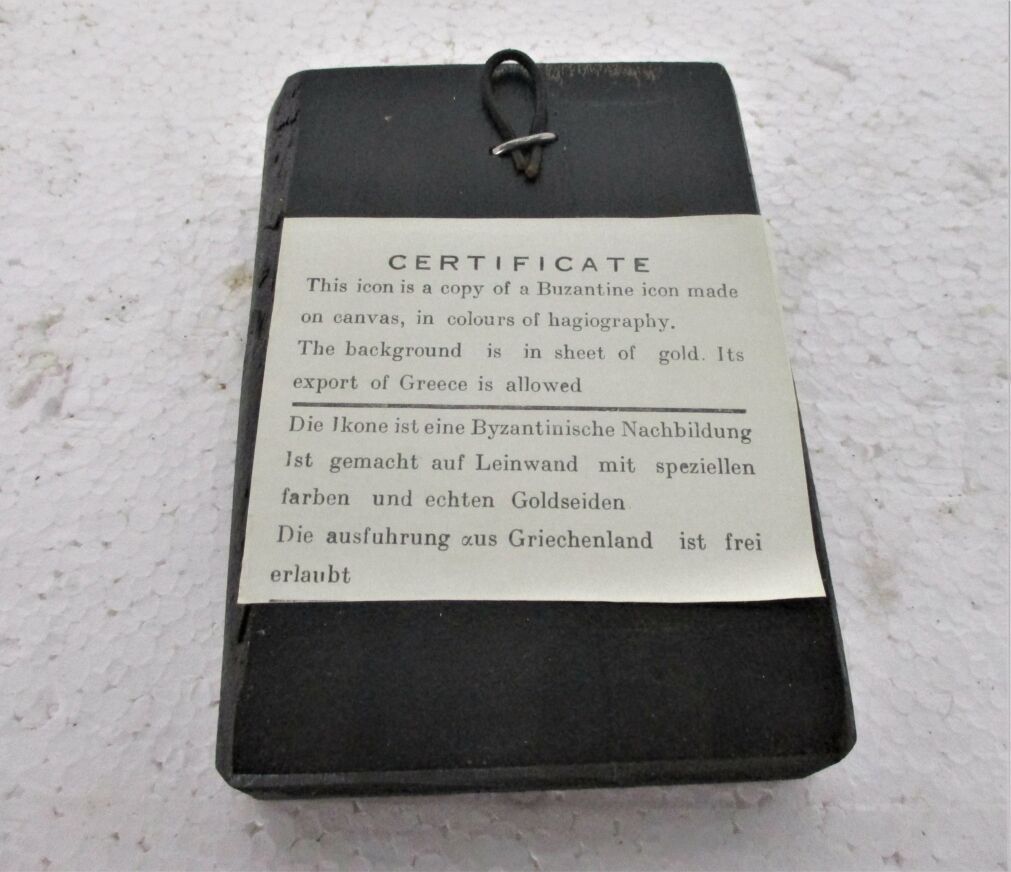 CERTIFICATE
This icon is a copy of a Buzantine icon made
on canvas, in colours of hagiography.
The background is in sheet of gold. Its
export of Greece is allowed
Die Ikone ist eine Byzantinische Nachbildung
Ist gemacht auf Leinwand mit speziellen
farben und echten Goldseiden
Die ausfuhrung αus Griechenland ist frei
erlaubt